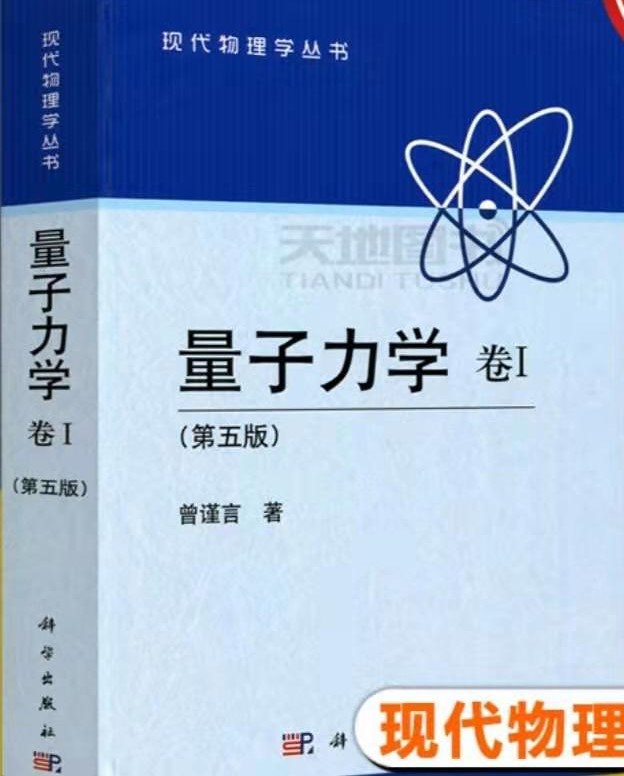 现代物理学丛书
量子力学
卷I
(第五版)
科学出版社
现代物理学丛书
天地图书
TIANDI TUSHU
量子力学 卷I
(第五版)
曾谨言 著
科
现代物理